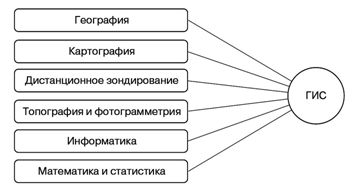 География
Картография
Дистанционное зондирование
Топография и фотограмметрия
Информатика
Математика и статистика
ГИС